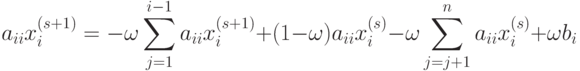 $a_{ii}x_i^{(s+1)} = -\omega \sum_{j=1}^{i-1} a_{ii}x_i^{(s+1)} + (1-\omega)a_{ii}x_i^{(s)} - \omega \sum_{j=j+1}^{n} a_{ii}x_i^{(s)} + \omega b_i$